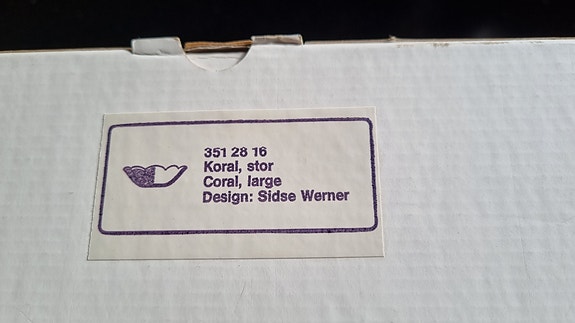 351 28 16
Koral, stor
Coral, large
Design: Sidse Werner